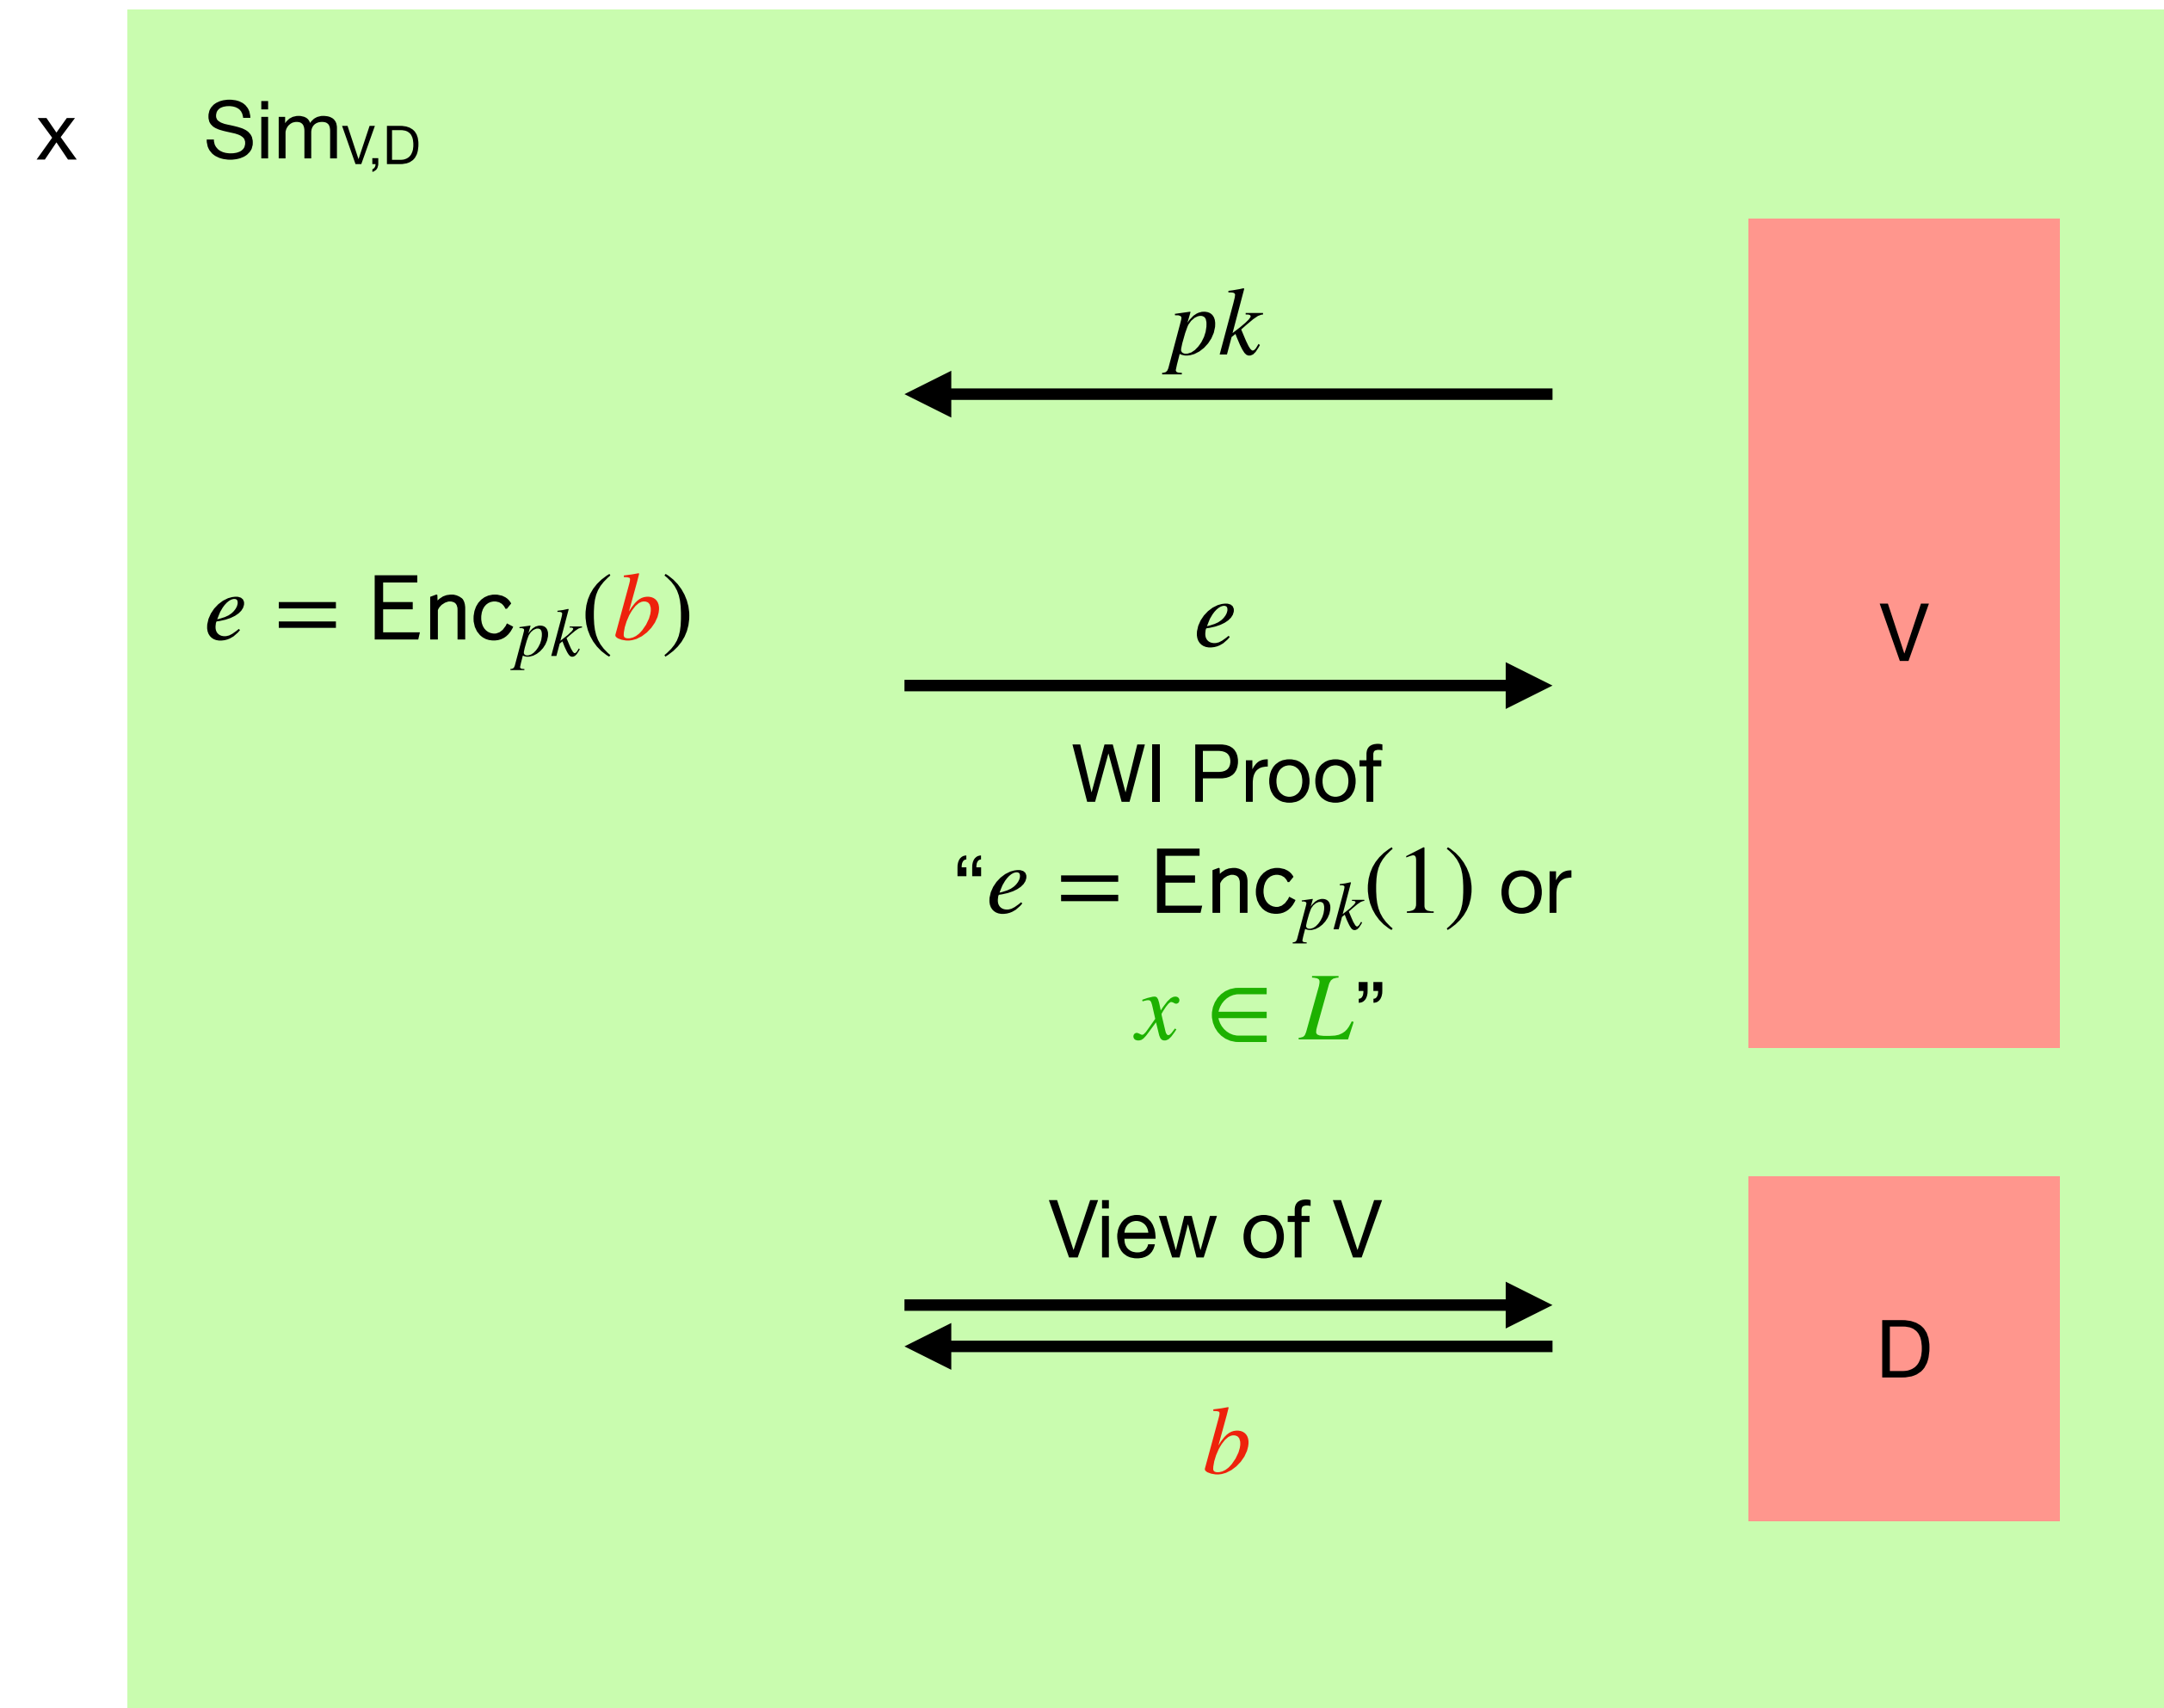 x
Sim_{V,D}
pk
e = Enc_{pk}(b)
e
V
WI Proof
“e = Enc_{pk}(1) or
x ∈ L”
View of V
D
b